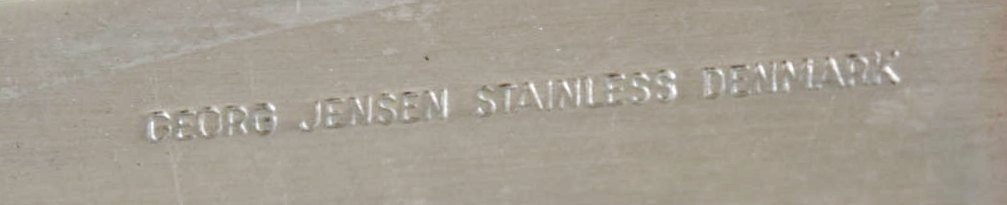 GEORG JENSEN STAINLESS DENMARK